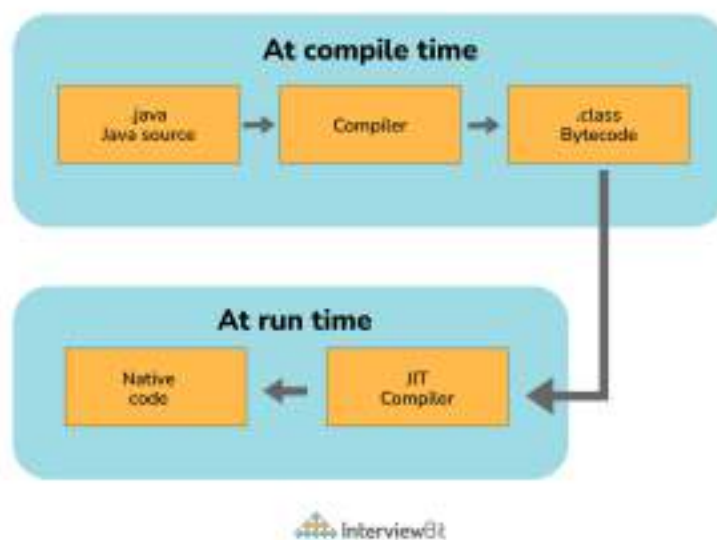 At compile time
.java
Java source
Compiler
.class
Bytecode
At run time
Native
code
JIT
Compiler
InterviewBit